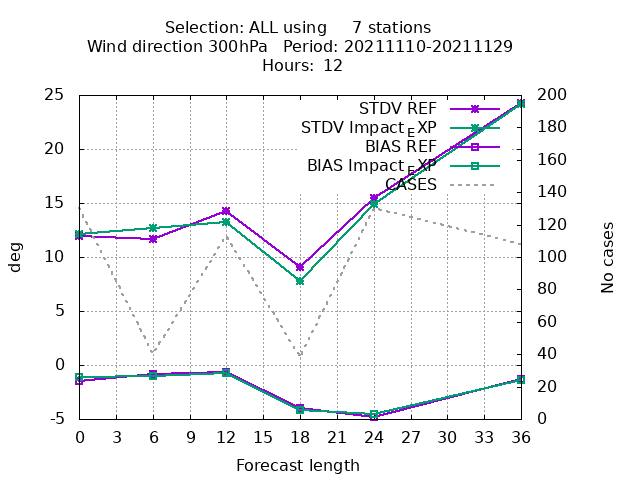 Selection: ALL using 7 stations
Wind direction 300hPa Period: 20211110-20211129
Hours: 12
25
20
15
10
5
0
-5
deg
200
180
160
140
120
100
80
60
40
20
0
No cases
STDV REF
STDV Impact_EXP
BIAS REF
BIAS Impact_EXP
CASES
0 3 6 9 12 15 18 21 24 27 30 33 36
Forecast length